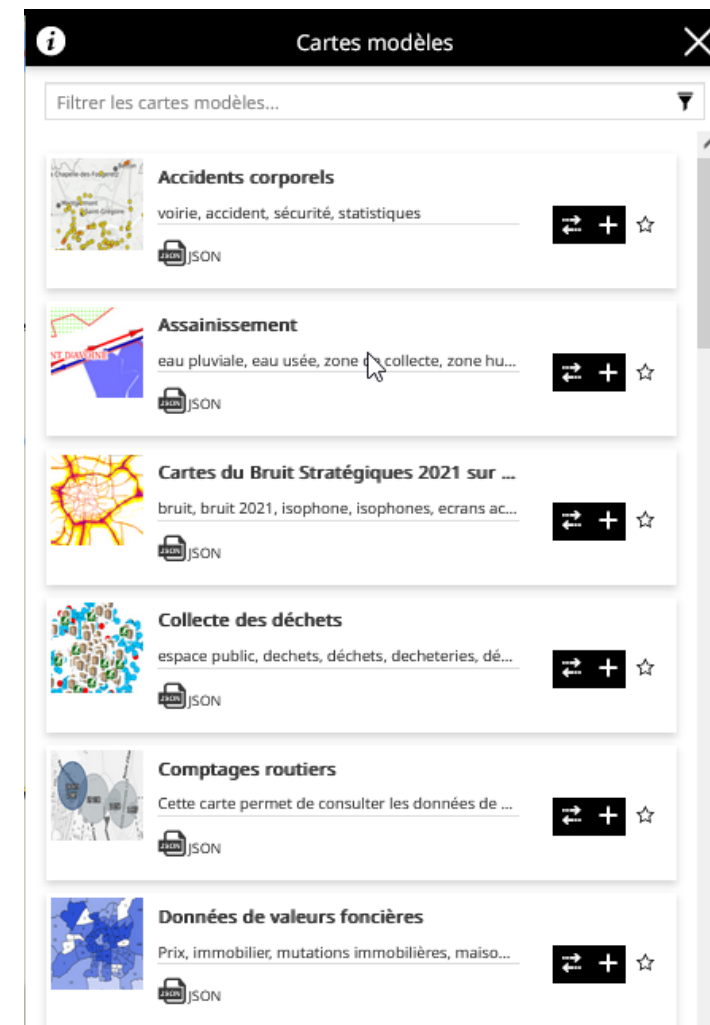 Cartes modèles
Filtrer les cartes modèles...
Accidents corporels
voirie, accident, sécurité, statistiques
JSON
Assainissement
eau pluviale, eau usée, zone de collecte, zone hu...
JSON
Cartes du Bruit Stratégiques 2021 sur ...
bruit, bruit 2021, isophone, isophones, ecrans ac...
JSON
Collecte des déchets
espace public, dechets, déchets, decheteries, dé...
JSON
Comptages routiers
Cette carte permet de consulter les données de ...
JSON
Données de valeurs foncières
Prix, immobilier, mutations immobilières, maiso...
JSON